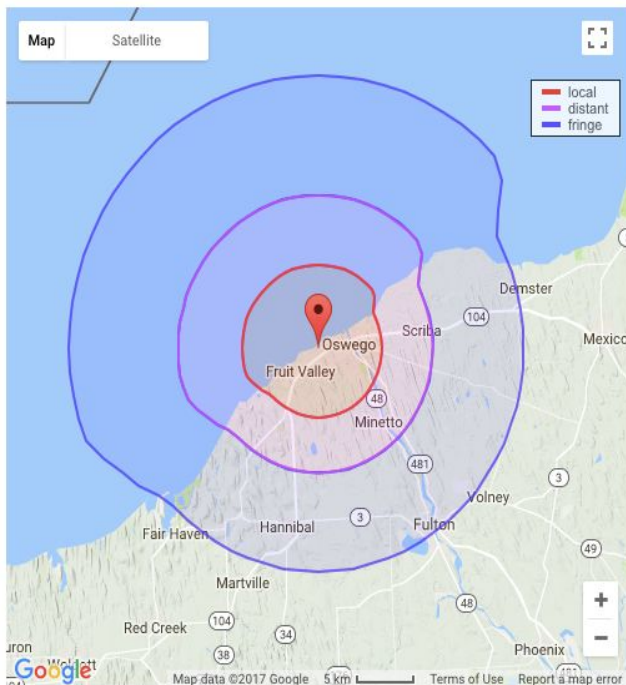 Map Satellite
local
distant
fringe
Demster
104
Scriba
Mexico
Oswego
Fruit Valley
48
Minetto
481
3
Volney
3
Fair Haven
Hannibal
Fulton
49
Martville
48
+
104
Red Creek
34
−
38
Phoenix
Google
Map data ©2017 Google 5 km Terms of Use Report a map error